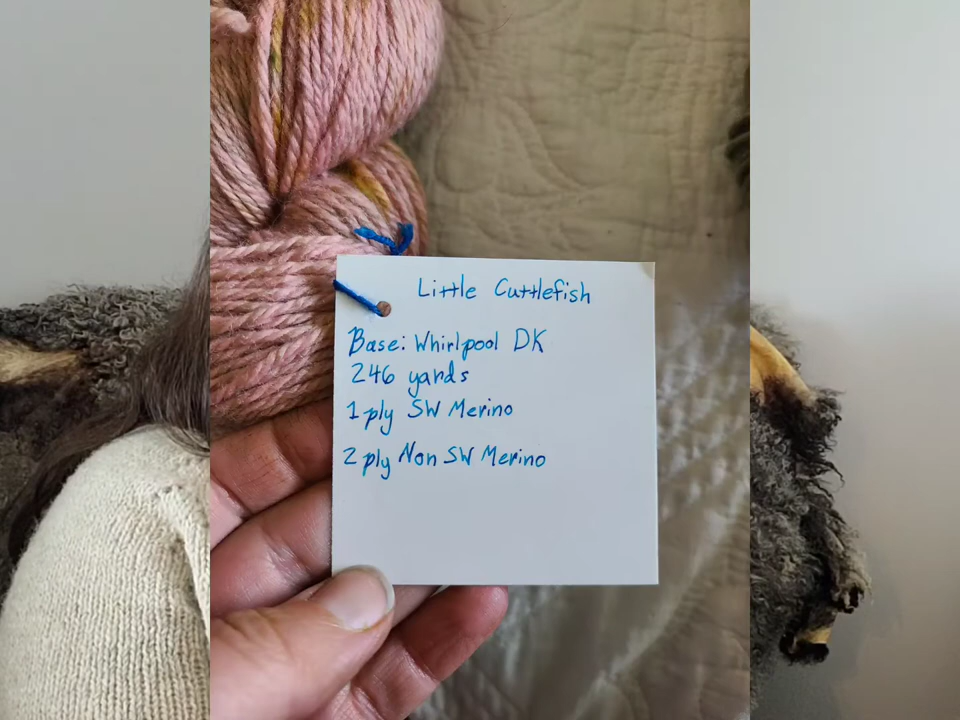 Little Cuttlefish
Base: Whirlpool DK
246 yards
1 ply SW Merino
2 ply Non SW Merino